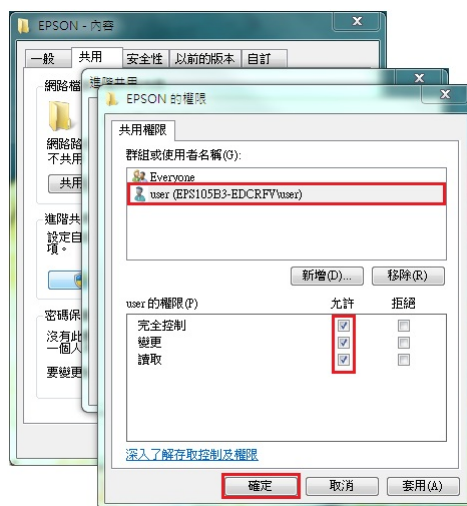 EPSON - 內容
一般 共用 安全性 以前的版本 自訂
網路檔
進階共用
網路路
不共用
共用
進階共
設定自
項。
密碼保
沒有此
一個人
要變更
EPSON 的權限
共用權限
群組或使用者名稱(G):
Everyone
user (EPS105B3-EDCRFV\user)
新增(D)... 移除(R)
user 的權限(P) 允許 拒絕
完全控制
變更
讀取
深入了解存取控制及權限
確定 取消 套用(A)